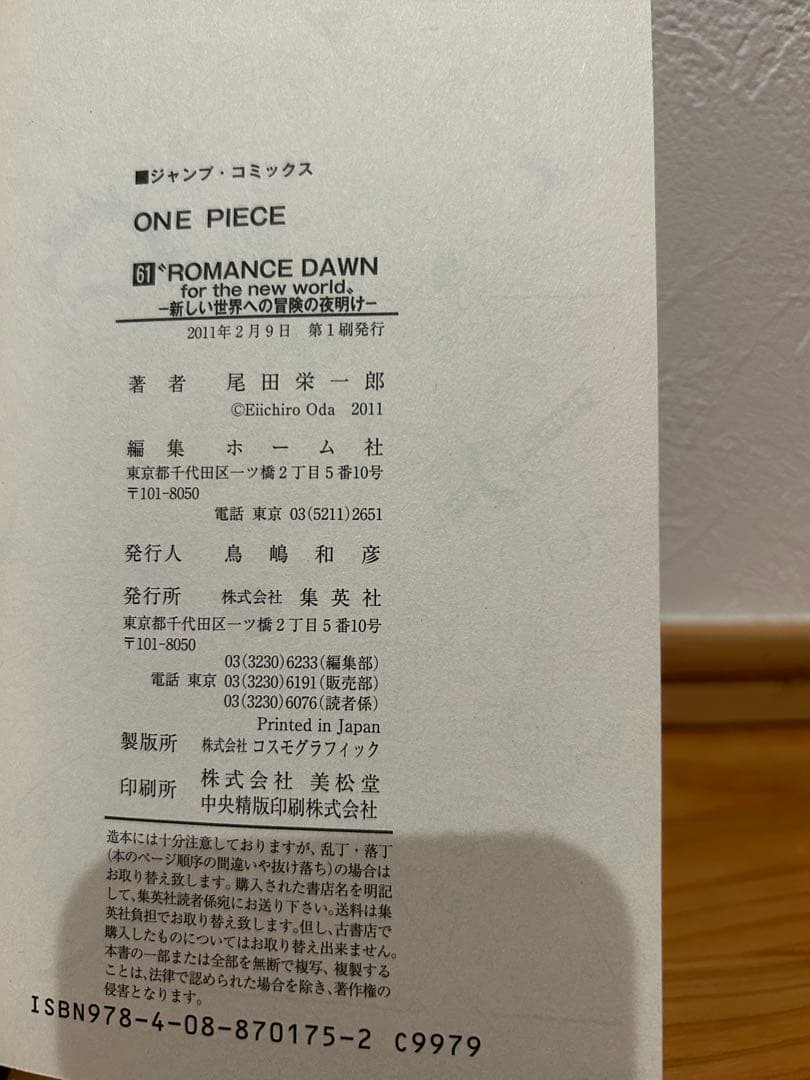 ■ジャンプ・コミックス
ONE PIECE
61〝ROMANCE DAWN
for the new world〟
−新しい世界への冒険の夜明け−
2011年2月9日 第1刷発行
著者 尾田栄一郎
©Eiichiro Oda 2011
編集 ホーム社
東京都千代田区一ツ橋2丁目5番10号
〒101-8050
電話 東京 03(5211)2651
発行人 鳥嶋和彦
発行所 株式会社 集英社
東京都千代田区一ツ橋2丁目5番10号
〒101-8050
03(3230)6233(編集部)
電話 東京 03(3230)6191(販売部)
03(3230)6076(読者係)
Printed in Japan
製版所 株式会社 コスモグラフィック
印刷所 株式会社 美松堂
中央精版印刷株式会社
造本には十分注意しておりますが、乱丁・落丁
(本のページ順序の間違いや抜け落ち)の場合は
お取り替え致します。購入された書店名を明記
して、集英社読者係宛にお送り下さい。送料は集
英社負担でお取り替え致します。但し、古書店で
購入したものについてはお取り替え出来ません。
本書の一部または全部を無断で複写、複製する
ことは、法律で認められた場合を除き、著作権の
侵害となります。
ISBN978-4-08-870175-2 C9979